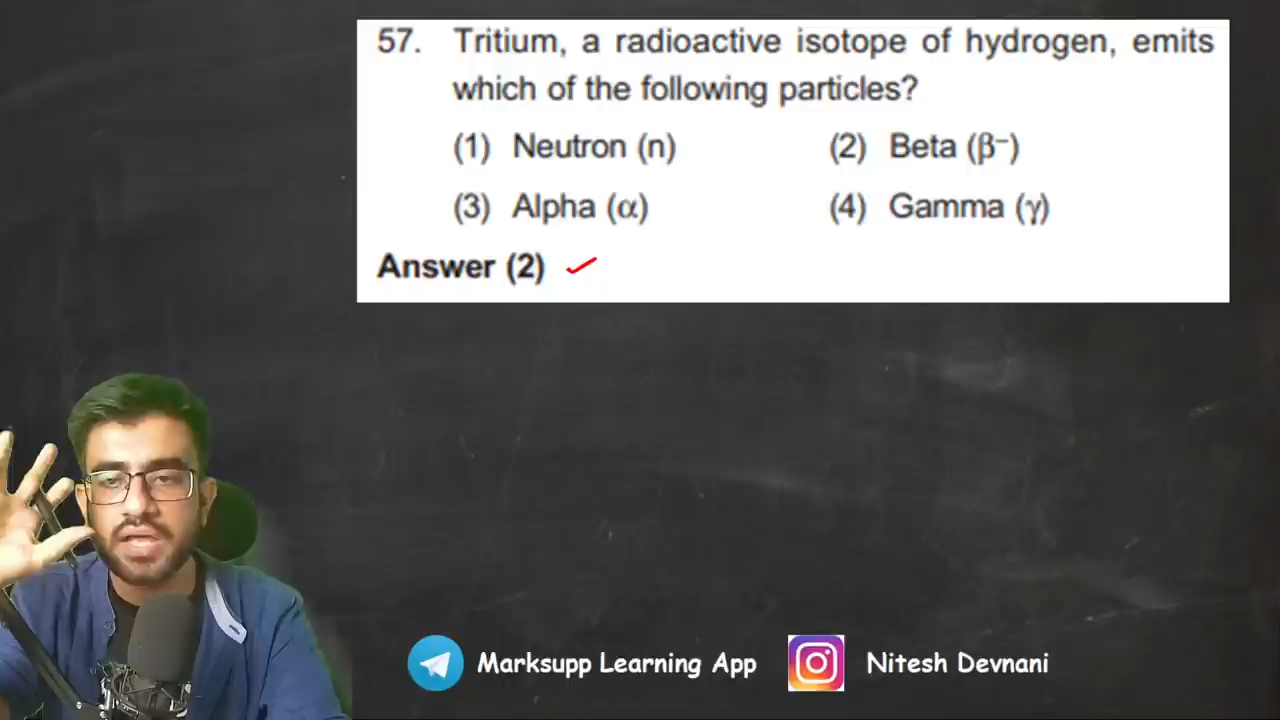 57. Tritium, a radioactive isotope of hydrogen, emits
which of the following particles?
(1) Neutron (n) (2) Beta (β⁻)
(3) Alpha (α) (4) Gamma (γ)
Answer (2)
Marksupp Learning App Nitesh Devnani